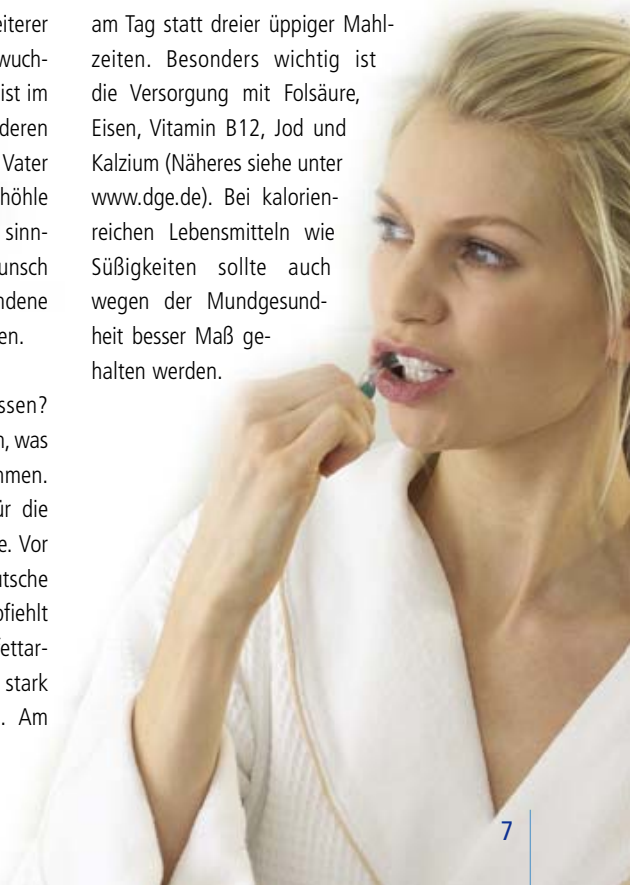 eiterer
wuch-
ist im
deren
Vater
höhle
sinn-
unsch
ndene
en.
ssen?
n, was
mmen.
ür die
e. Vor
utsche
pfiehlt
ettar-
stark
. Am
am Tag statt dreier üppiger Mahl-
zeiten. Besonders wichtig ist
die Versorgung mit Folsäure,
Eisen, Vitamin B12, Jod und
Kalzium (Näheres siehe unter
www.dge.de). Bei kalorien-
reichen Lebensmitteln wie
Süßigkeiten sollte auch
wegen der Mundgesund-
heit besser Maß ge-
halten werden.
7